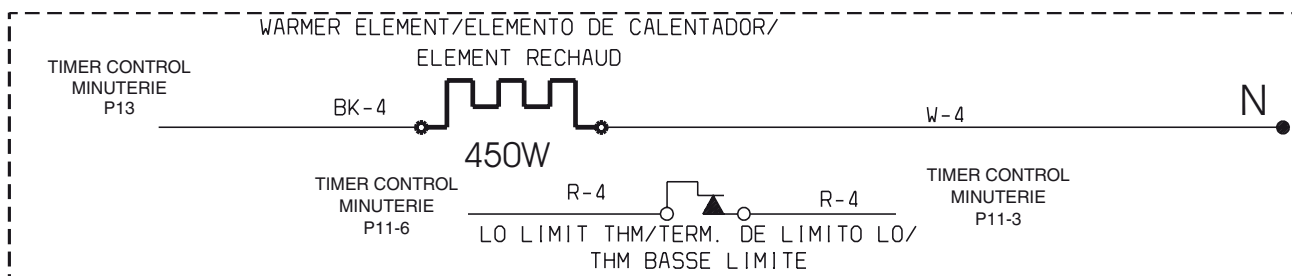 WARMER ELEMENT/ELEMENTO DE CALENTADOR/
ELEMENT RECHAUD
TIMER CONTROL
MINUTERIE
P13
BK-4
W-4
N
450W
TIMER CONTROL
MINUTERIE
P11-6
R-4
R-4
TIMER CONTROL
MINUTERIE
P11-3
LO LIMIT THM/TERM. DE LIMITO LO/
THM BASSE LIMITE